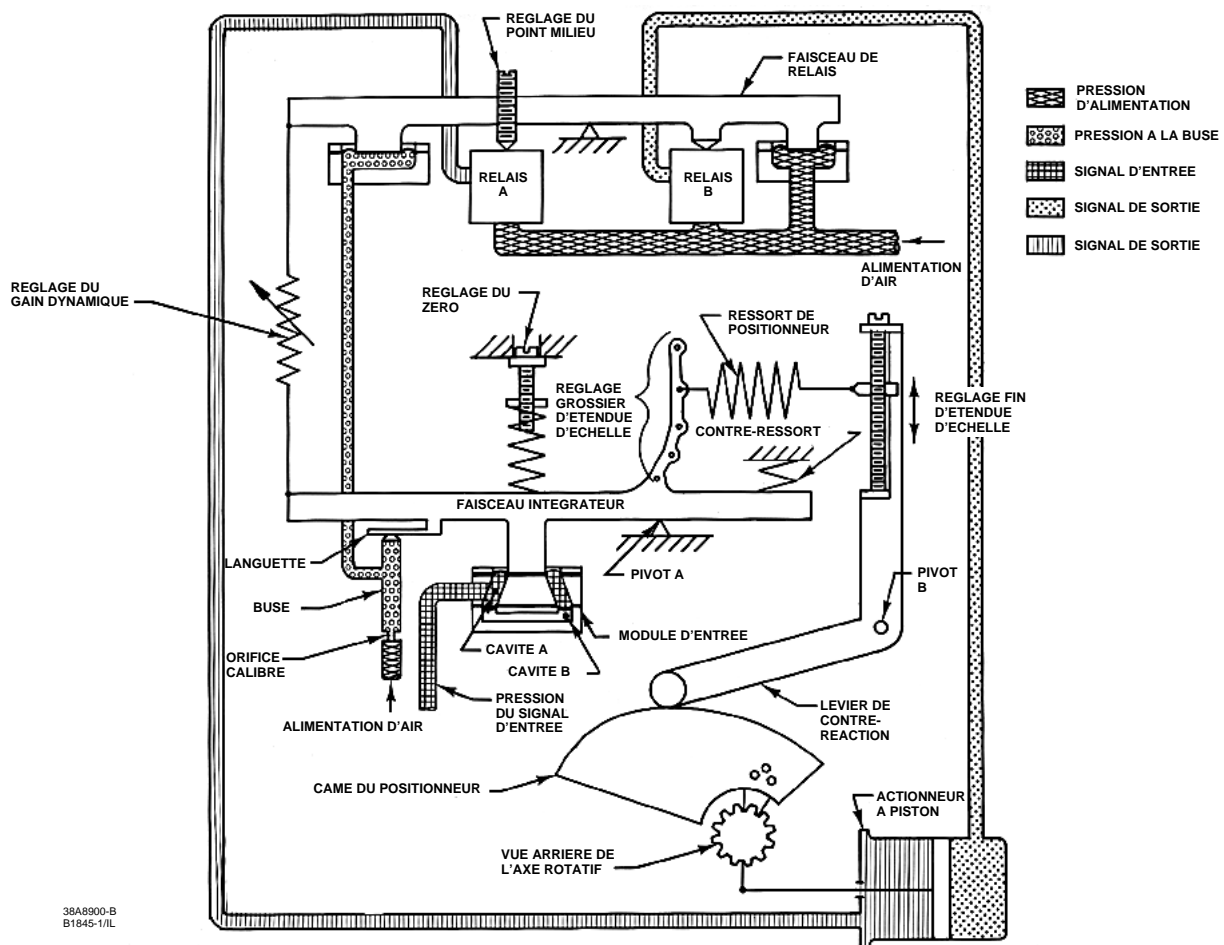 REGLAGE DU
POINT MILIEU
FAISCEAU DE
RELAIS
PRESSION
D'ALIMENTATION
PRESSION A LA BUSE
SIGNAL D'ENTREE
SIGNAL DE SORTIE
SIGNAL DE SORTIE
RELAIS
A
RELAIS
B
ALIMENTATION
D'AIR
REGLAGE DU
GAIN DYNAMIQUE
REGLAGE DU
ZERO
RESSORT DE
POSITIONNEUR
REGLAGE
GROSSIER
D'ETENDUE
D'ECHELLE
CONTRE-RESSORT
REGLAGE FIN
D'ETENDUE
D'ECHELLE
FAISCEAU INTEGRATEUR
LANGUETTE
PIVOT A
PIVOT
B
BUSE
MODULE D'ENTREE
ORIFICE
CALIBRE
CAVITE A
CAVITE B
PRESSION
DU SIGNAL
D'ENTREE
ALIMENTATION D'AIR
LEVIER DE
CONTRE-
REACTION
CAME DU POSITIONNEUR
ACTIONNEUR
A PISTON
VUE ARRIERE DE
L'AXE ROTATIF
38A8900-B
B1845-1/IL